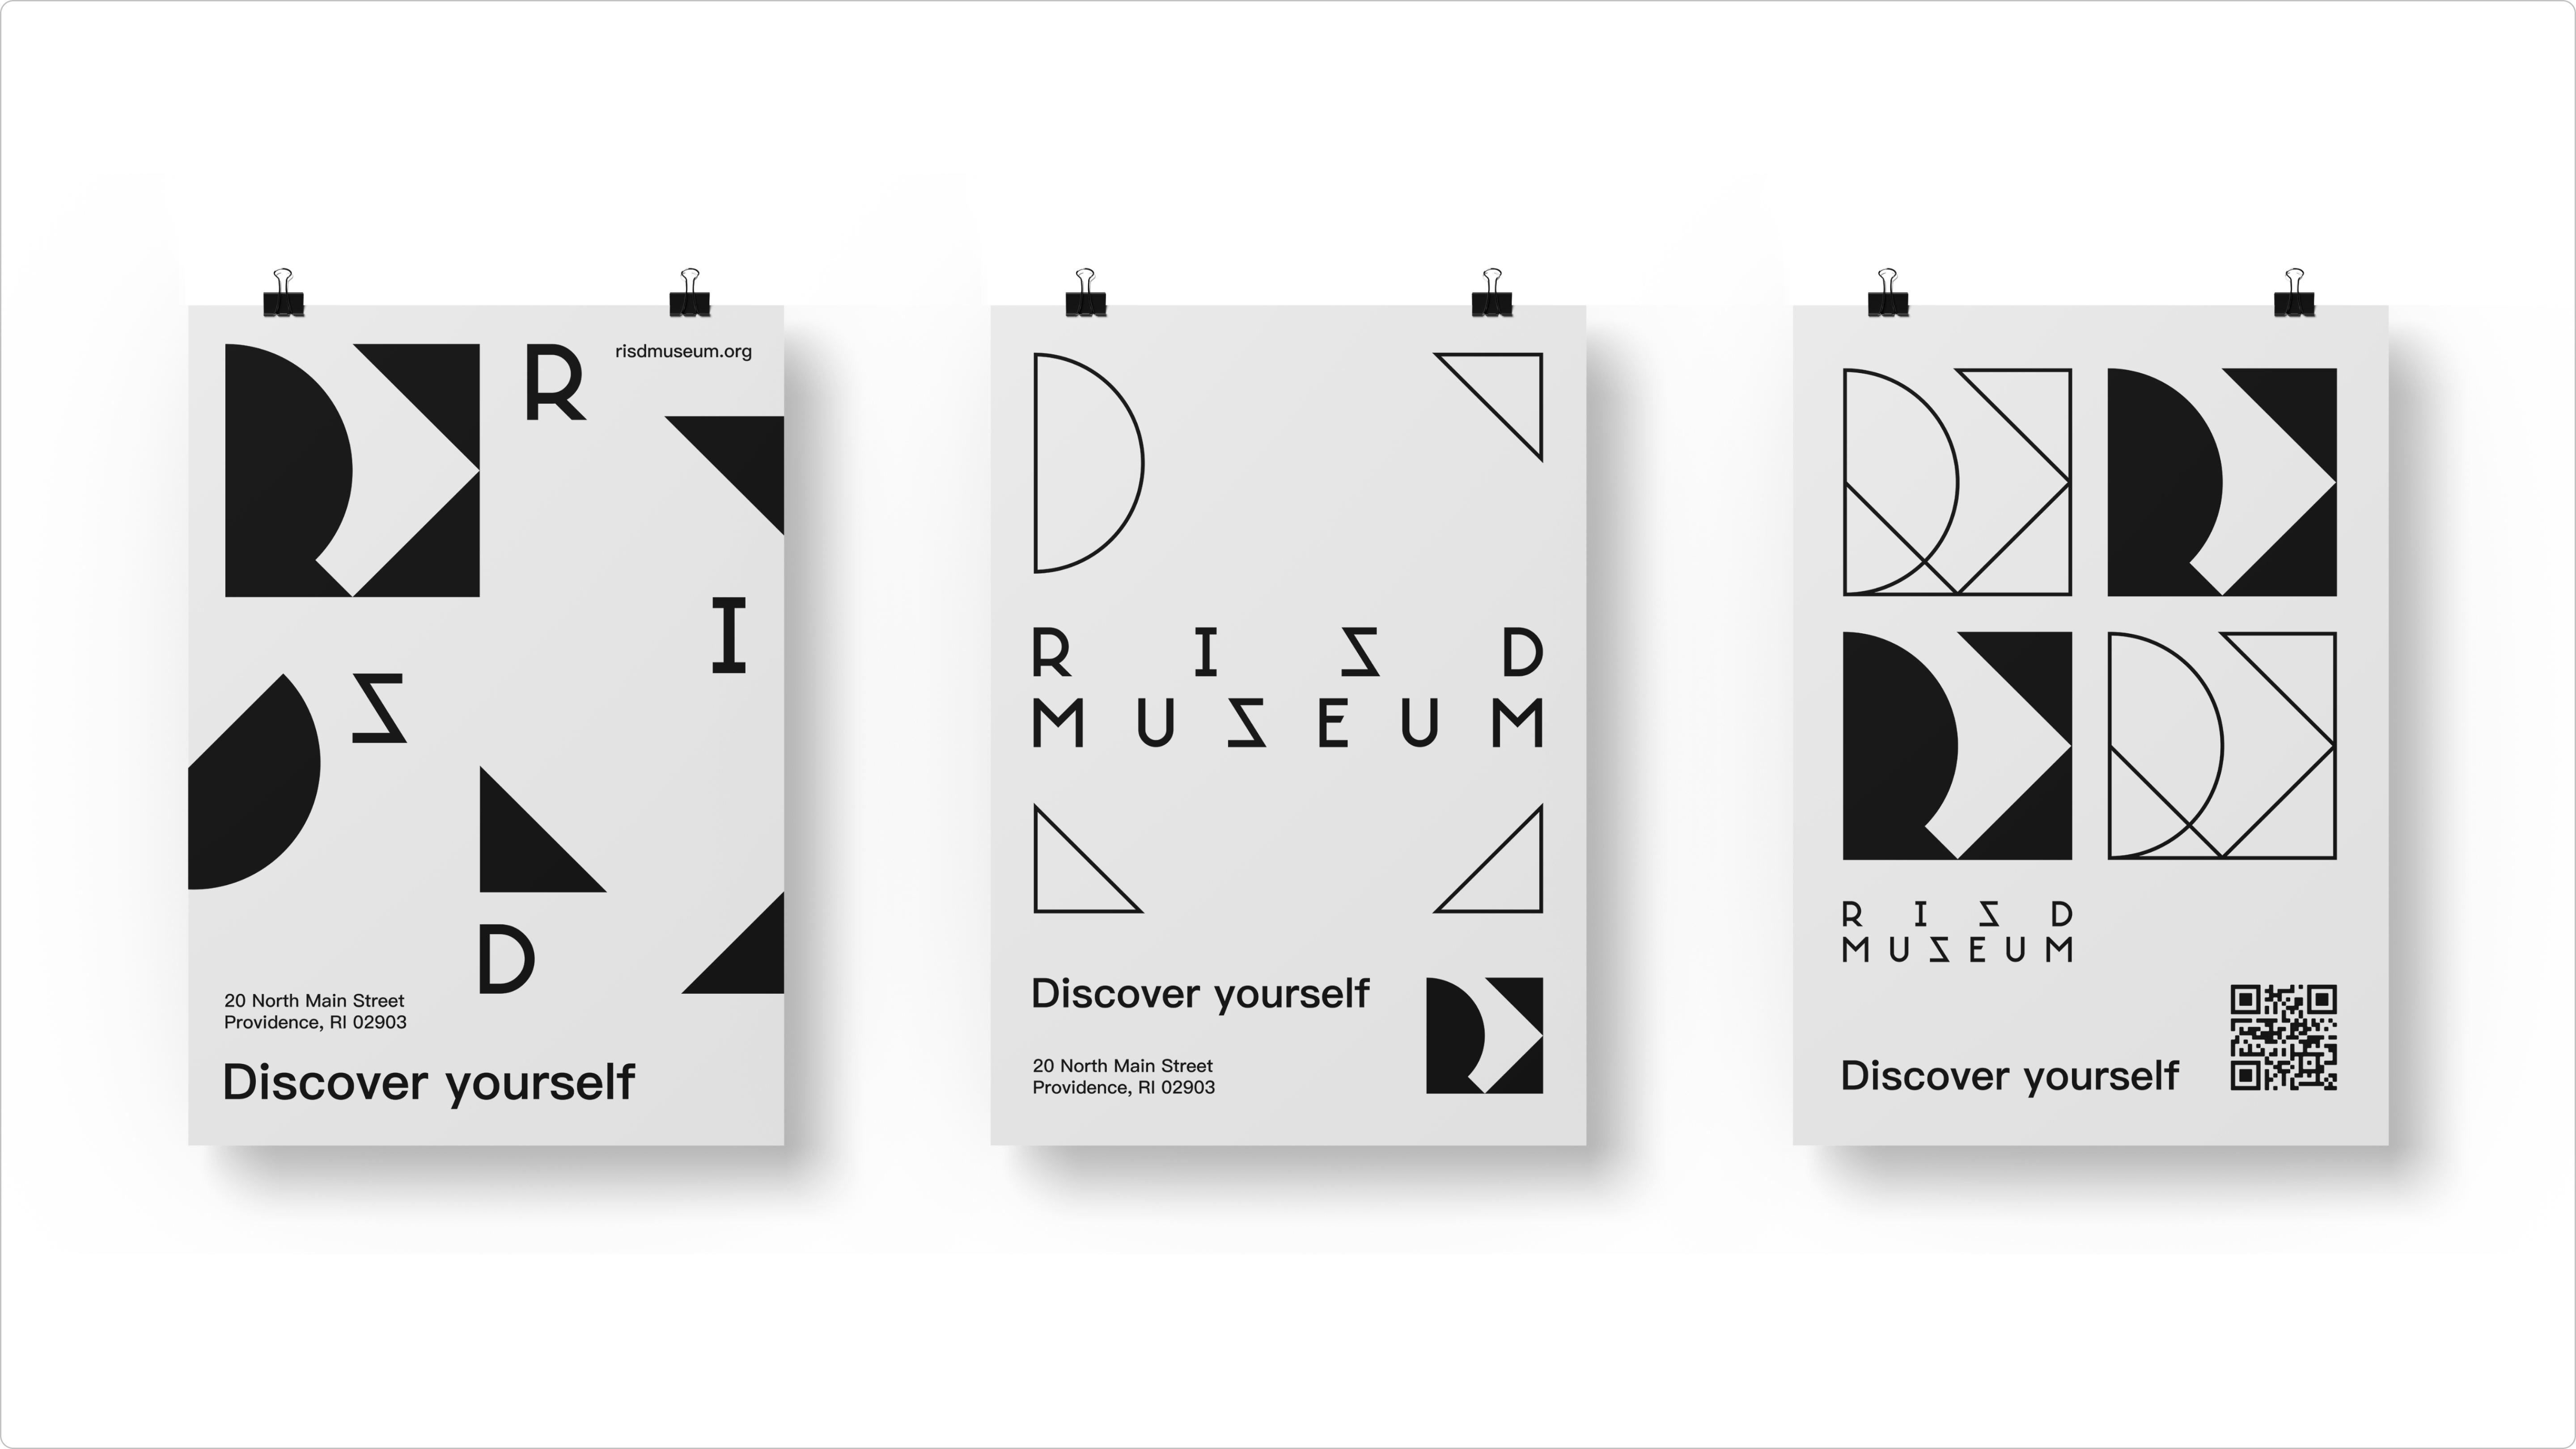 R
risdmuseum.org
I
S
D
20 North Main Street
Providence, RI 02903
Discover yourself
R I S D
M U S E U M
Discover yourself
20 North Main Street
Providence, RI 02903
R I S D
M U S E U M
Discover yourself